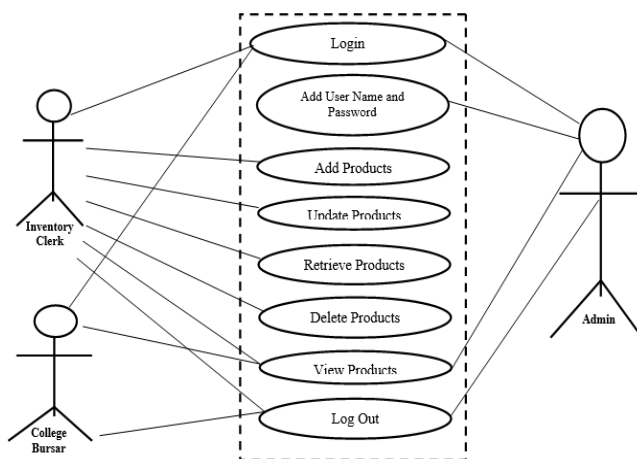 Login
Add User Name and
Password
Add Products
Update Products
Retrieve Products
Delete Products
View Products
Log Out
Inventory
Clerk
College
Bursar
Admin